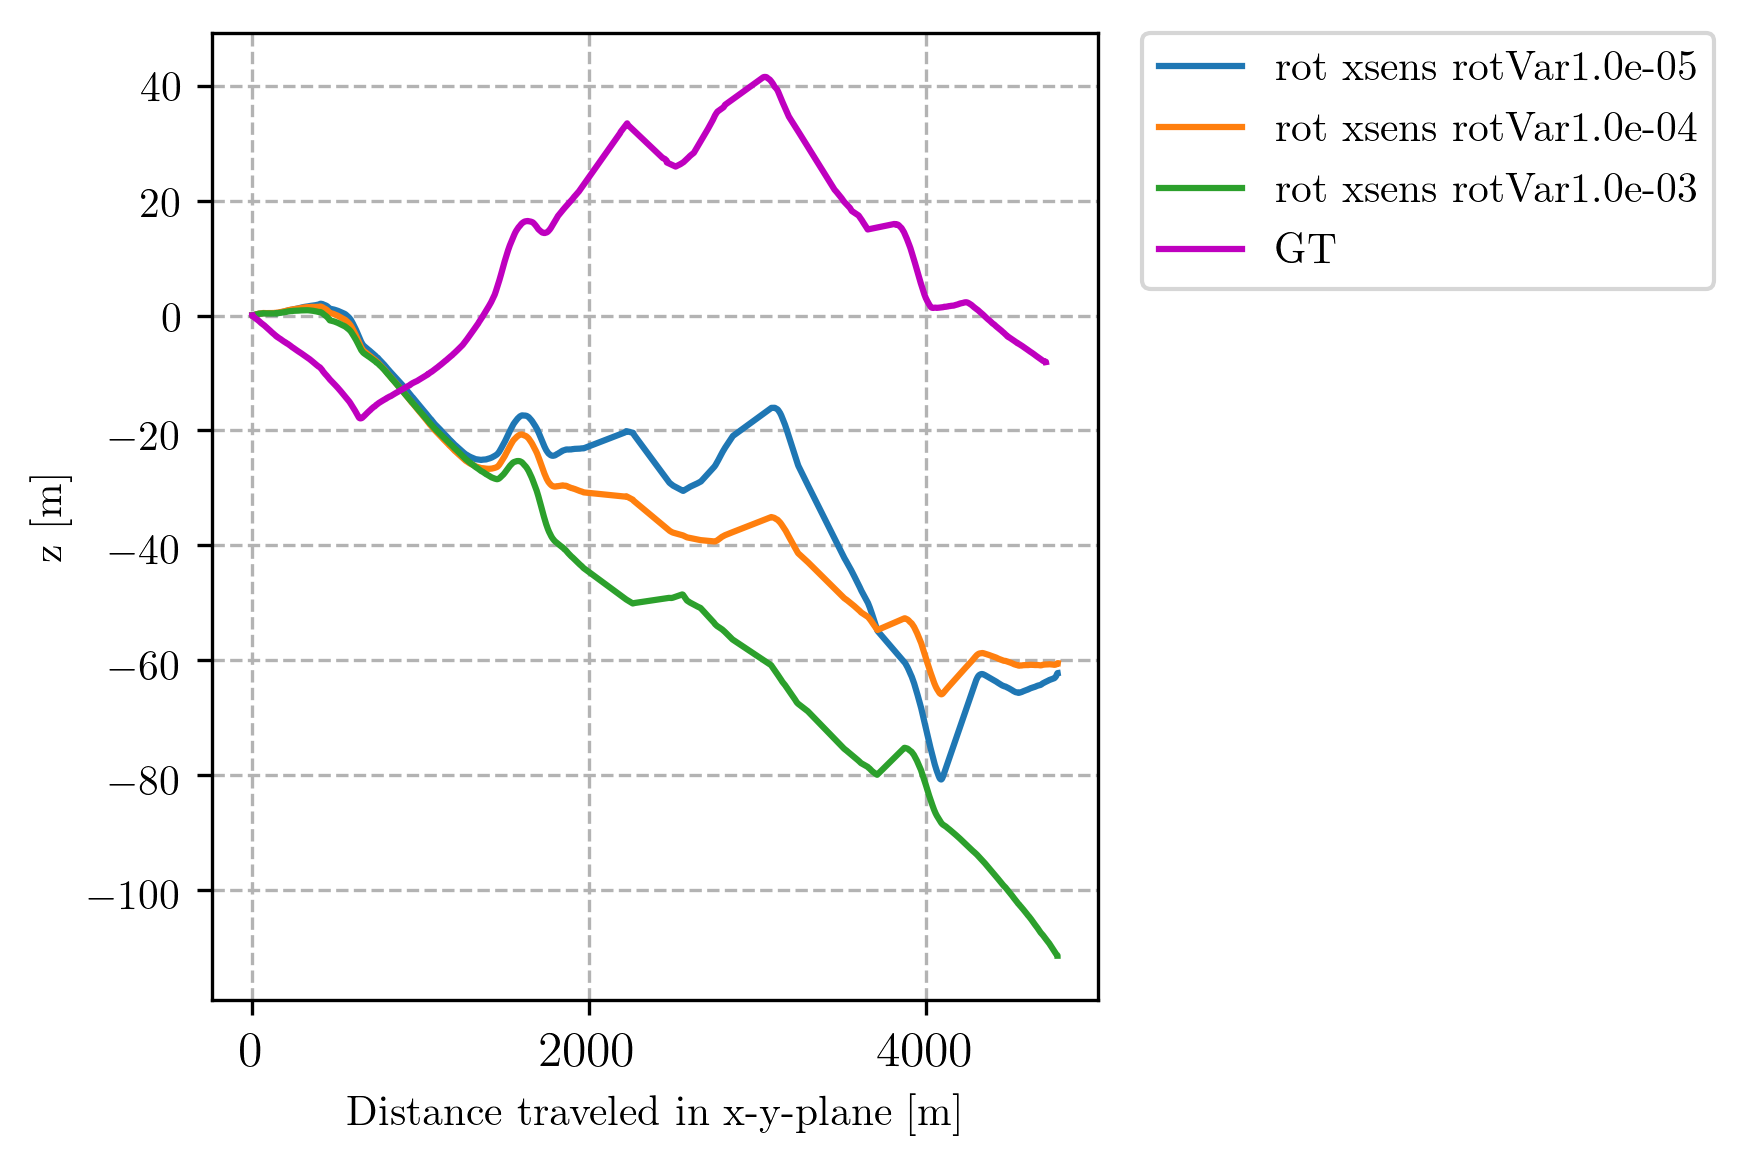 40
20
0
−20
−40
−60
−80
−100
z [m]
0 2000 4000
Distance traveled in x-y-plane [m]
rot xsens rotVar1.0e-05
rot xsens rotVar1.0e-04
rot xsens rotVar1.0e-03
GT